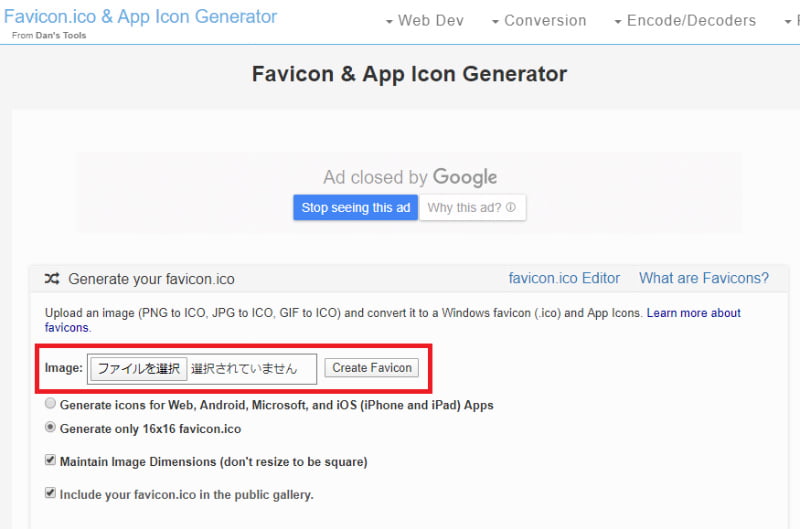 Favicon.ico & App Icon Generator
From Dan's Tools
Web Dev Conversion Encode/Decoders
Favicon & App Icon Generator
Ad closed by Google
Stop seeing this ad Why this ad?
Generate your favicon.ico favicon.ico Editor What are Favicons?
Upload an image (PNG to ICO, JPG to ICO, GIF to ICO) and convert it to a Windows favicon (.ico) and App Icons. Learn more about
favicons.
Image: ファイルを選択 選択されていません Create Favicon
Generate icons for Web, Android, Microsoft, and iOS (iPhone and iPad) Apps
Generate only 16x16 favicon.ico
Maintain Image Dimensions (don't resize to be square)
Include your favicon.ico in the public gallery.